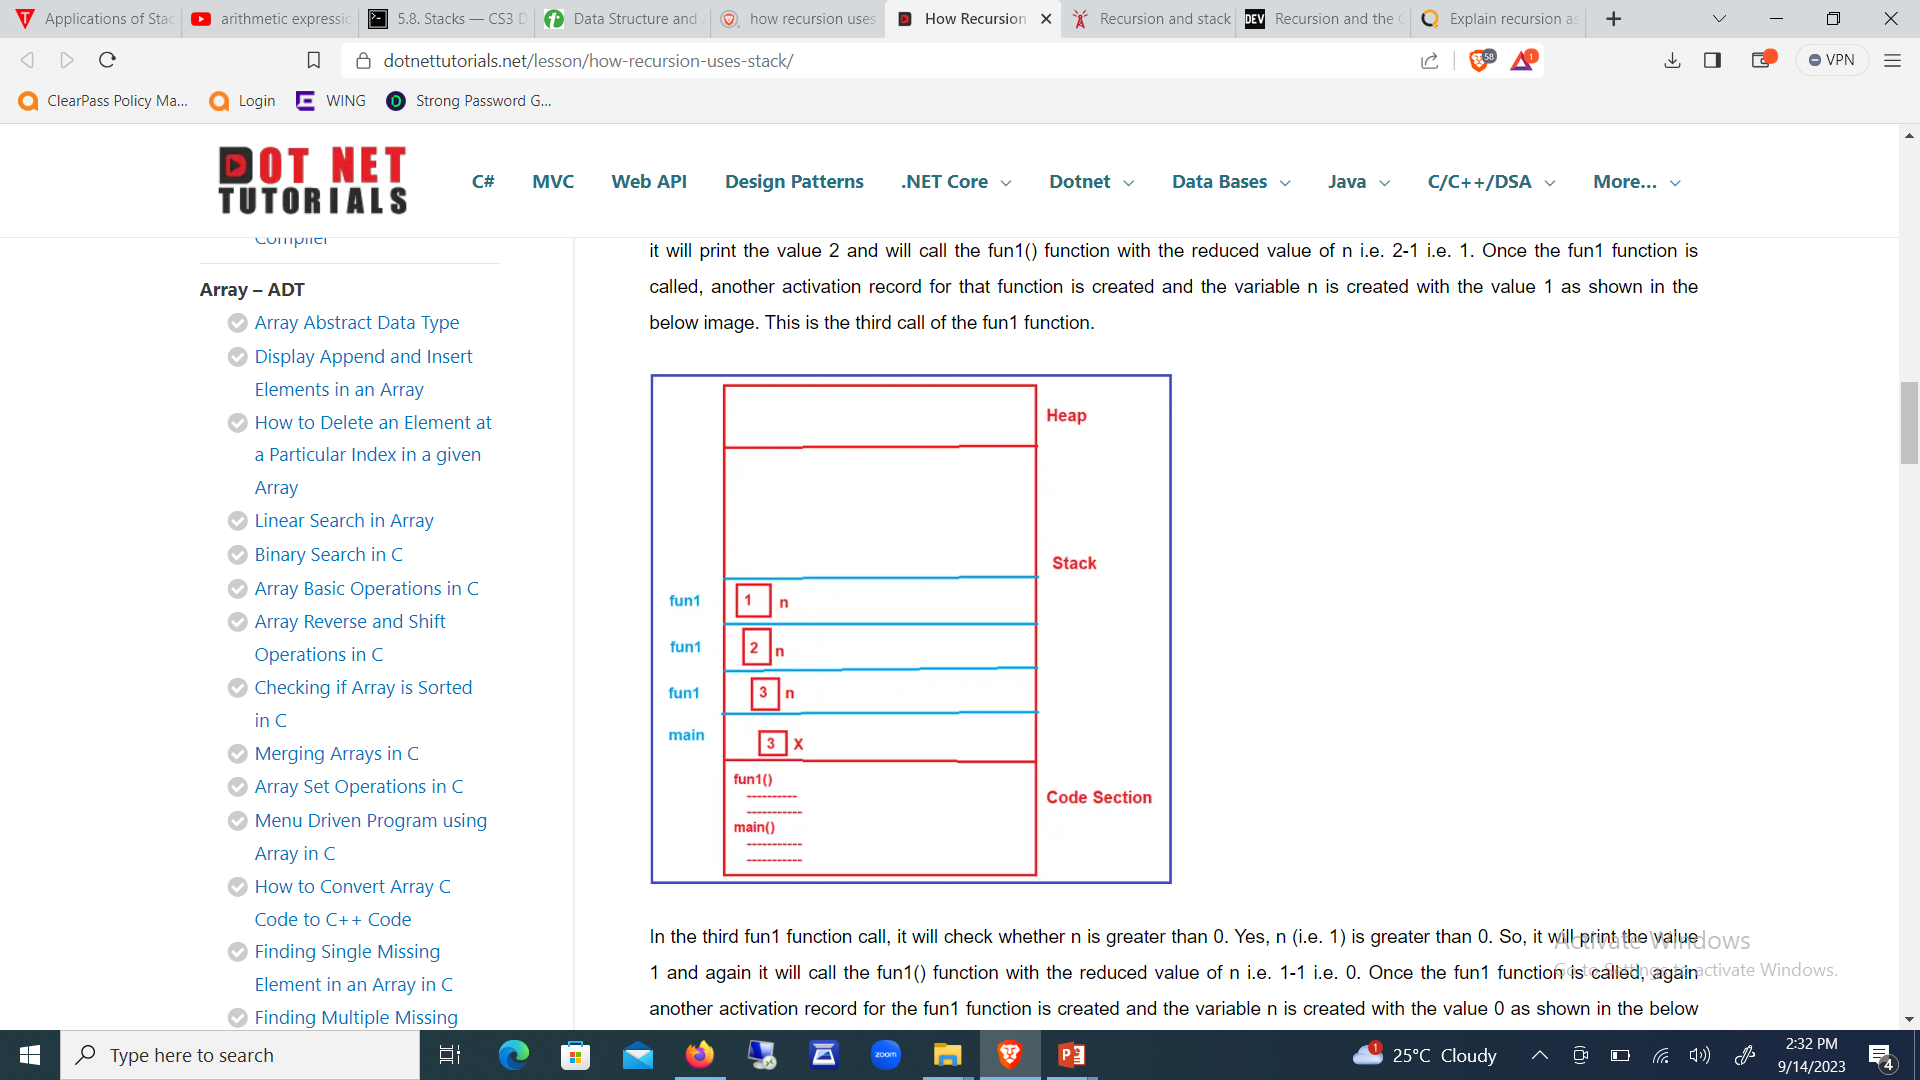 Applications of Stac
arithmetic expressic
5.8. Stacks — CS3 D
Data Structure and A
how recursion uses
How Recursion
Recursion and stack
DEV
Recursion and the C
Explain recursion as
dotnettutorials.net/lesson/how-recursion-uses-stack/
58
1
VPN
ClearPass Policy Ma...
Login
WING
Strong Password G...
DOT NET
TUTORIALS
C#
MVC
Web API
Design Patterns
.NET Core
Dotnet
Data Bases
Java
C/C++/DSA
More...
Compiler
Array – ADT
Array Abstract Data Type
Display Append and Insert
Elements in an Array
How to Delete an Element at
a Particular Index in a given
Array
Linear Search in Array
Binary Search in C
Array Basic Operations in C
Array Reverse and Shift
Operations in C
Checking if Array is Sorted
in C
Merging Arrays in C
Array Set Operations in C
Menu Driven Program using
Array in C
How to Convert Array C
Code to C++ Code
Finding Single Missing
Element in an Array in C
Finding Multiple Missing
it will print the value 2 and will call the fun1() function with the reduced value of n i.e. 2-1 i.e. 1. Once the fun1 function is
called, another activation record for that function is created and the variable n is created with the value 1 as shown in the
below image. This is the third call of the fun1 function.
Heap
Stack
fun1 1 n
fun1 2 n
fun1 3 n
main 3 X
fun1()
----------
-----------
main()
-----------
-----------
Code Section
In the third fun1 function call, it will check whether n is greater than 0. Yes, n (i.e. 1) is greater than 0. So, it will print the value
1 and again it will call the fun1() function with the reduced value of n i.e. 1-1 i.e. 0. Once the fun1 function is called, again
another activation record for the fun1 function is created and the variable n is created with the value 0 as shown in the below
Activate Windows
Go to Settings to activate Windows.
Type here to search
zoom
1
25°C Cloudy
2:32 PM
9/14/2023
4